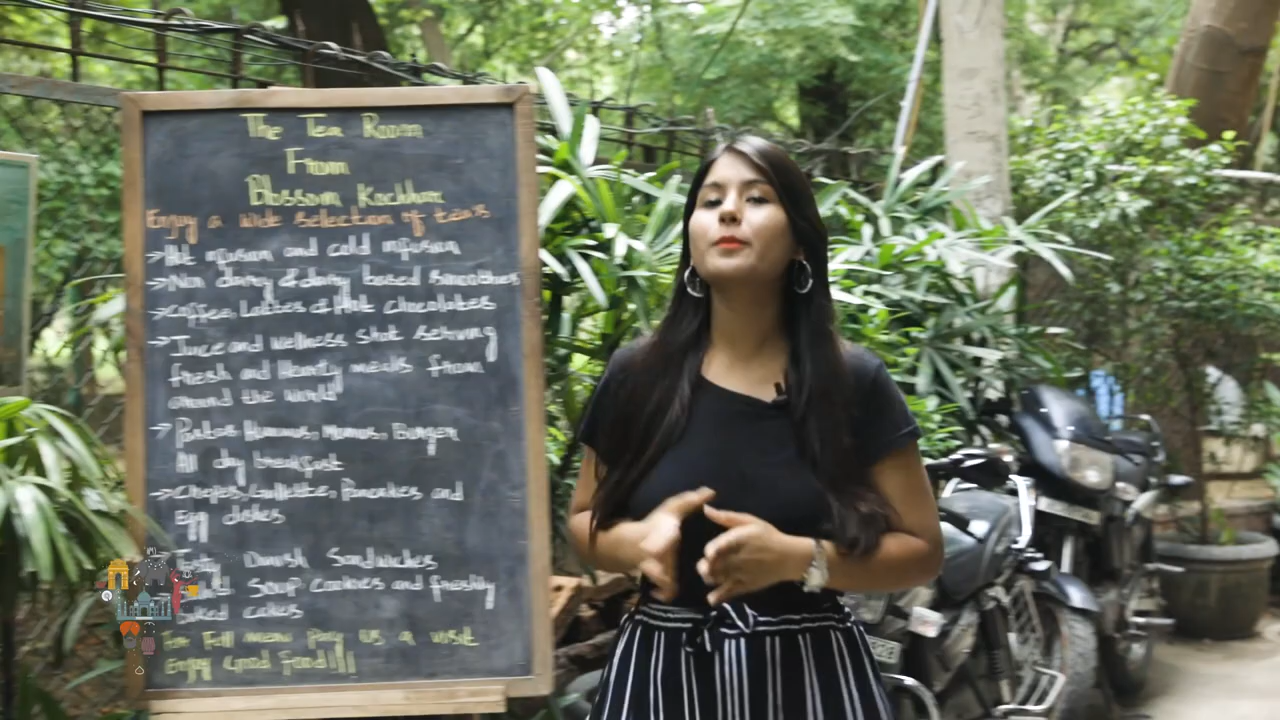 The Tea Room
From
Blossom Kochhar
Enjoy a wide selection of tea's
→Hot infusion and cold infusion
→Non dairy & dairy based smoothies
→Coffee, Lattes & Hot chocolates
→Juice and wellness shot serving
fresh and Hearty meals from
around the world
→ Pastas Hummus, Momos, Burger
All day breakfast
→ Crepes, Gallette, Pancakes and
Egg dishes
Tasty Danish Sandwiches
Soup Cookies and freshly
baked cakes
For Full menu Pay us a visit
Enjoy Good Food!!!